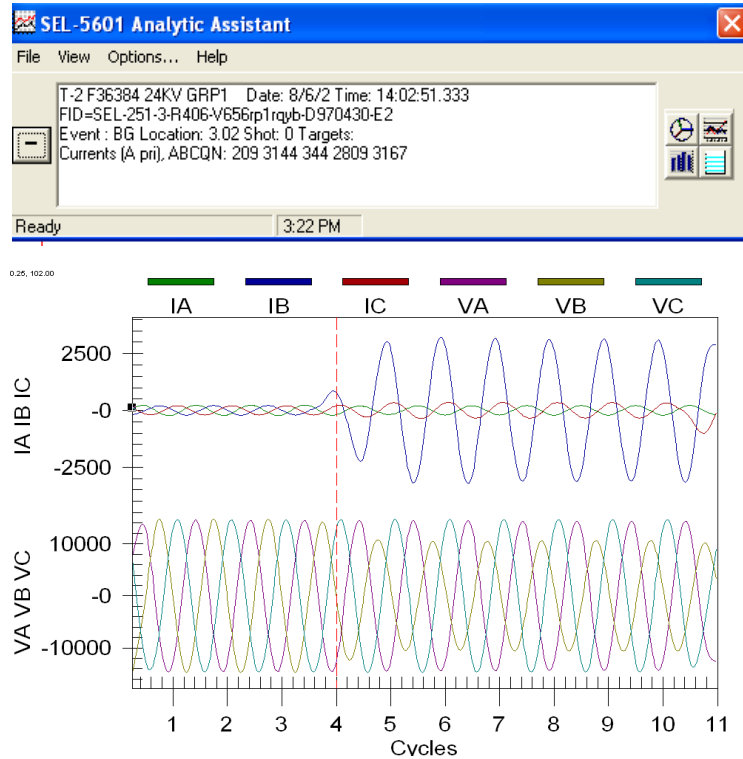 SEL-5601 Analytic Assistant
File View Options... Help
T-2 F36384 24KV GRP1 Date: 8/6/2 Time: 14:02:51.333
FID=SEL-251-3-R406-V656rp1rqyb-D970430-E2
Event : BG Location: 3.02 Shot: 0 Targets:
Currents (A pri), ABCQN: 209 3144 344 2809 3167
Ready 3:22 PM
0.25, 102.00
IA IB IC VA VB VC
IA IB IC
2500
-0
-2500
VA VB VC
10000
-0
-10000
1 2 3 4 5 6 7 8 9 10 11
Cycles